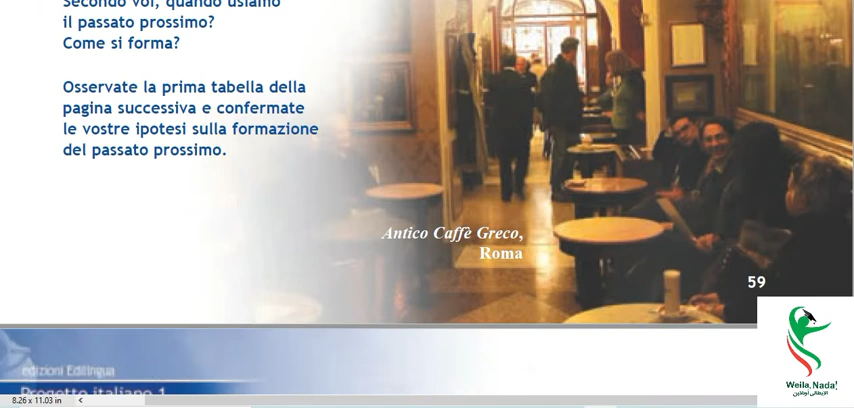 Secondo voi, quando usiamo
il passato prossimo?
Come si forma?
Osservate la prima tabella della
pagina successiva e confermate
le vostre ipotesi sulla formazione
del passato prossimo.
Antico Caffè Greco,
Roma
59
edizioni Edilingua
Progetto italiano 1
8.26 x 11.03 in
Weila, Nada!
الإيطالي أونلاين